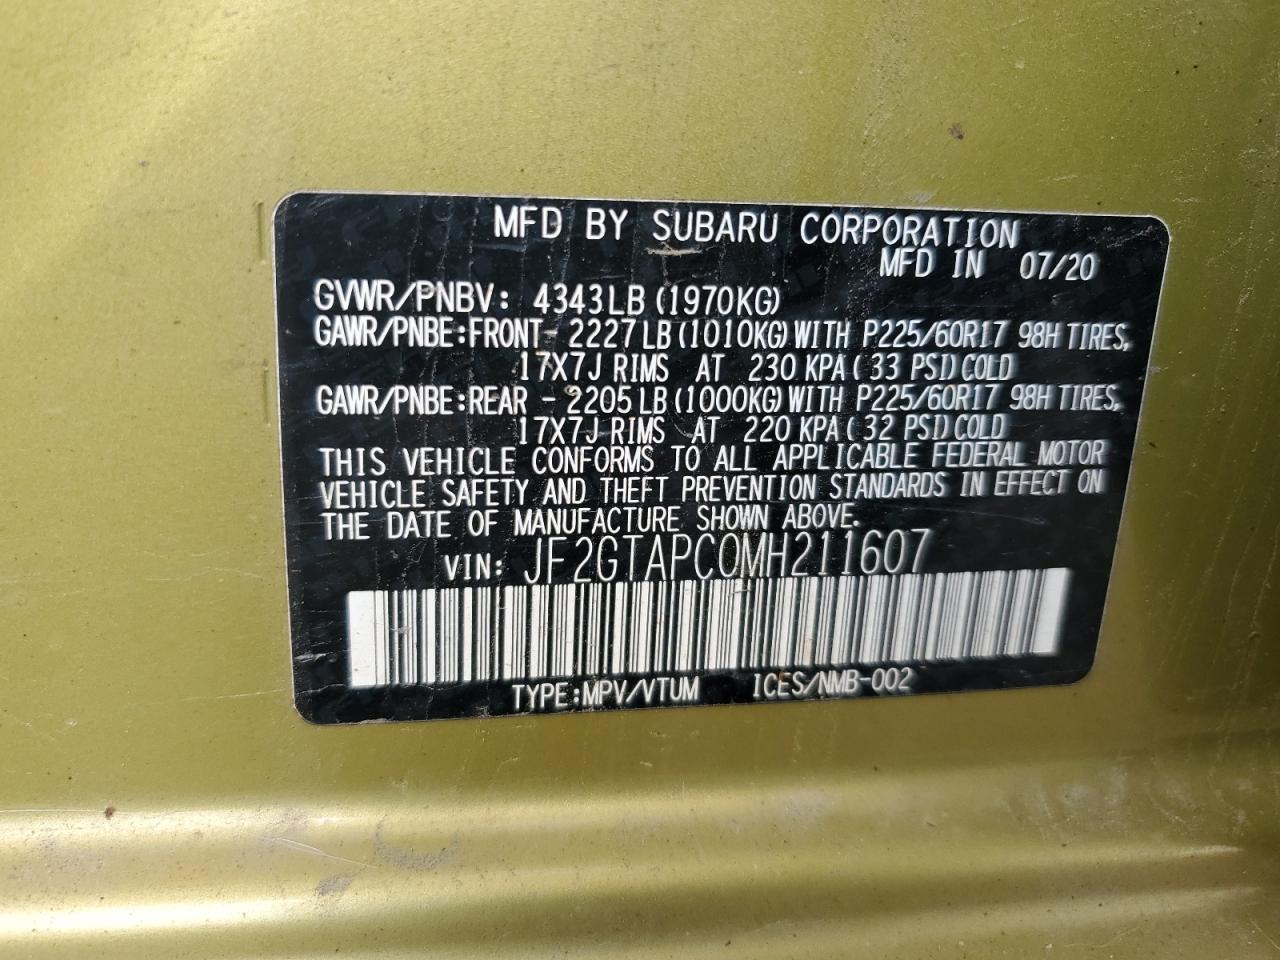 MFD BY SUBARU CORPORATION
MFD IN 07/20
GVWR/PNBV: 4343LB (1970KG)
GAWR/PNBE:FRONT- 2227LB (1010KG) WITH P225/60R17 98H TIRES,
17X7J RIMS AT 230 KPA ( 33 PSI) COLD
GAWR/PNBE:REAR - 2205LB (1000KG) WITH P225/60R17 98H TIRES,
17X7J RIMS AT 220 KPA ( 32 PSI) COLD
THIS VEHICLE CONFORMS TO ALL APPLICABLE FEDERAL MOTOR
VEHICLE SAFETY AND THEFT PREVENTION STANDARDS IN EFFECT ON
THE DATE OF MANUFACTURE SHOWN ABOVE.
VIN: JF2GTAPC0MH211607
TYPE:MPV/VTUM ICES/NMB-002